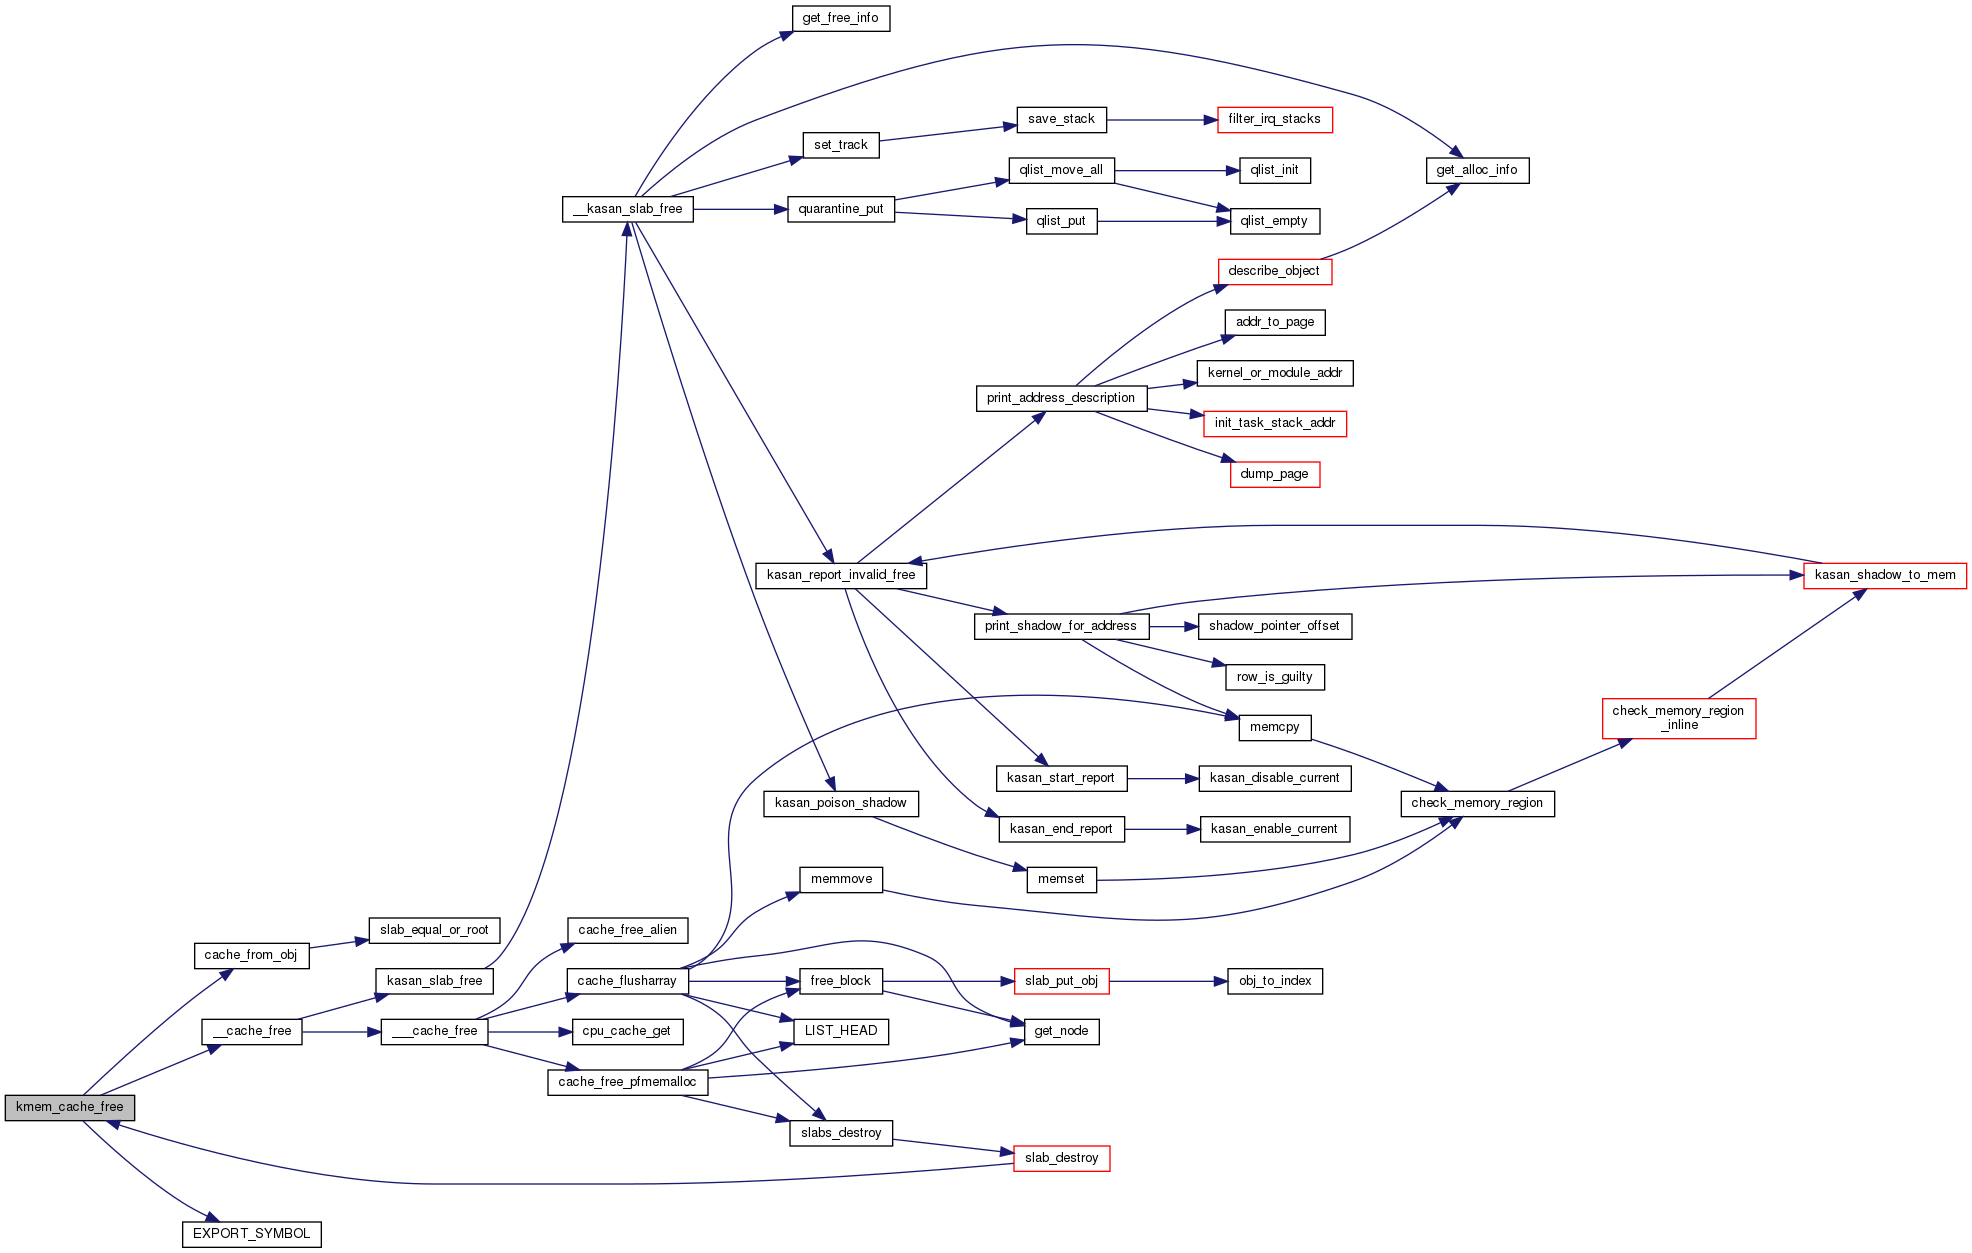 get_free_info
save_stack
filter_irq_stacks
set_track
qlist_move_all
qlist_init
get_alloc_info
__kasan_slab_free
quarantine_put
qlist_put
qlist_empty
describe_object
addr_to_page
kernel_or_module_addr
print_address_description
init_task_stack_addr
dump_page
kasan_report_invalid_free
kasan_shadow_to_mem
print_shadow_for_address
shadow_pointer_offset
row_is_guilty
check_memory_region
_inline
memcpy
kasan_start_report
kasan_disable_current
kasan_poison_shadow
check_memory_region
kasan_end_report
kasan_enable_current
memmove
memset
slab_equal_or_root
cache_free_alien
cache_from_obj
kasan_slab_free
cache_flusharray
free_block
slab_put_obj
obj_to_index
__cache_free
___cache_free
cpu_cache_get
LIST_HEAD
get_node
cache_free_pfmemalloc
kmem_cache_free
slabs_destroy
slab_destroy
EXPORT_SYMBOL